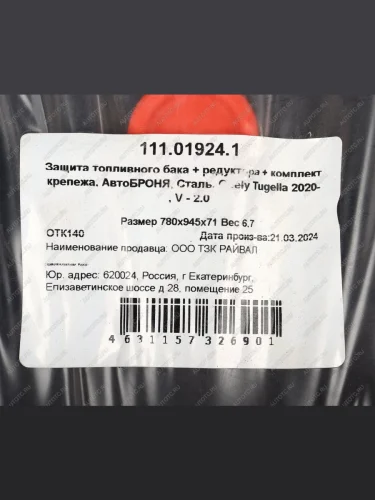 111.01924.1
Защита топливного бака + редуктора + комплект
крепежа, АвтоБРОНЯ, Сталь, Geely Tugella 2020-
, V - 2.0
Размер 780x945x71 Вес 6,7
ОТК140 Дата произ-ва:21.03.2024
Наименование продавца: ООО ТЗК РАЙВАЛ
Юр. адрес: 620024, Россия, г Екатеринбург,
Елизаветинское шоссе д 28, помещение 25
4631157326901